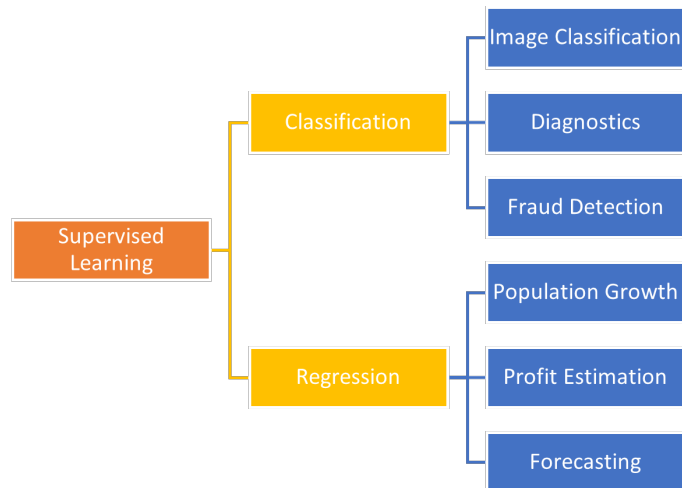 Supervised
Learning
Classification
Image Classification
Diagnostics
Fraud Detection
Regression
Population Growth
Profit Estimation
Forecasting